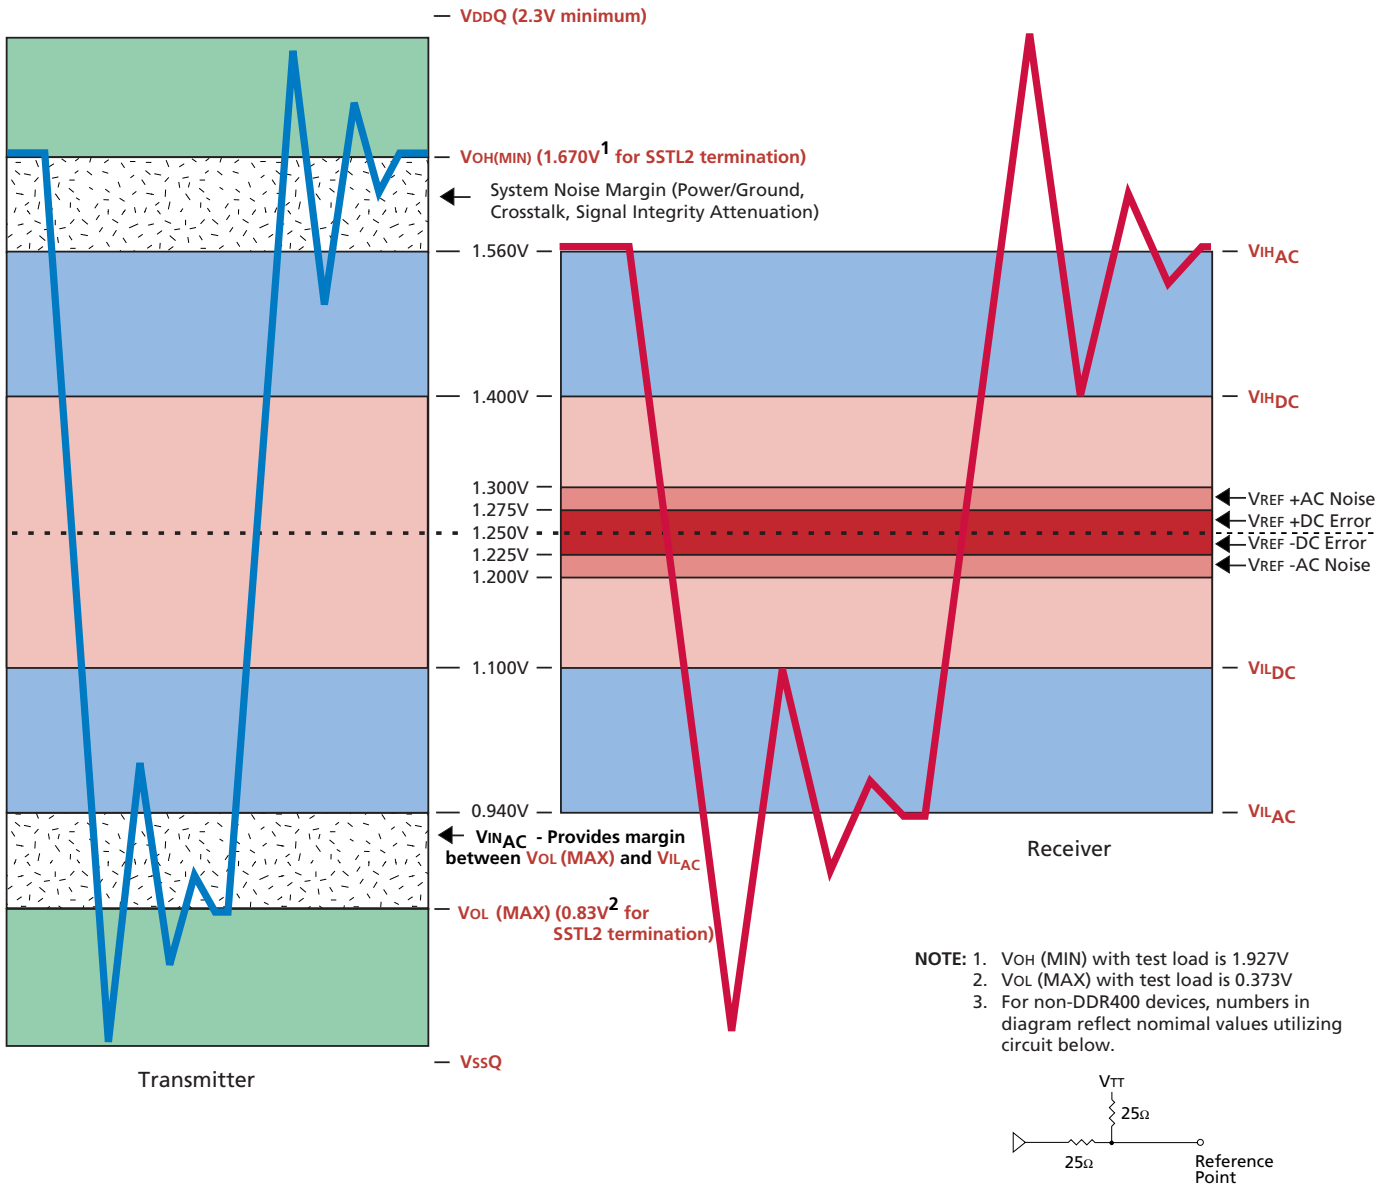 VDDQ (2.3V minimum)
VOH(MIN) (1.670V1 for SSTL2 termination)
System Noise Margin (Power/Ground,
Crosstalk, Signal Integrity Attenuation)
1.560V
VIHAC
1.400V
VIHDC
1.300V
VREF +AC Noise
1.275V
VREF +DC Error
1.250V
VREF -DC Error
1.225V
VREF -AC Noise
1.200V
1.100V
VILDC
0.940V
VILAC
VINAC - Provides margin
between VOL (MAX) and VILAC
Receiver
VOL (MAX) (0.83V2 for
SSTL2 termination)
NOTE: 1. VOH (MIN) with test load is 1.927V
2. VOL (MAX) with test load is 0.373V
3. For non-DDR400 devices, numbers in
diagram reflect nomimal values utilizing
circuit below.
VSSQ
Transmitter
VTT
25Ω
25Ω
Reference
Point